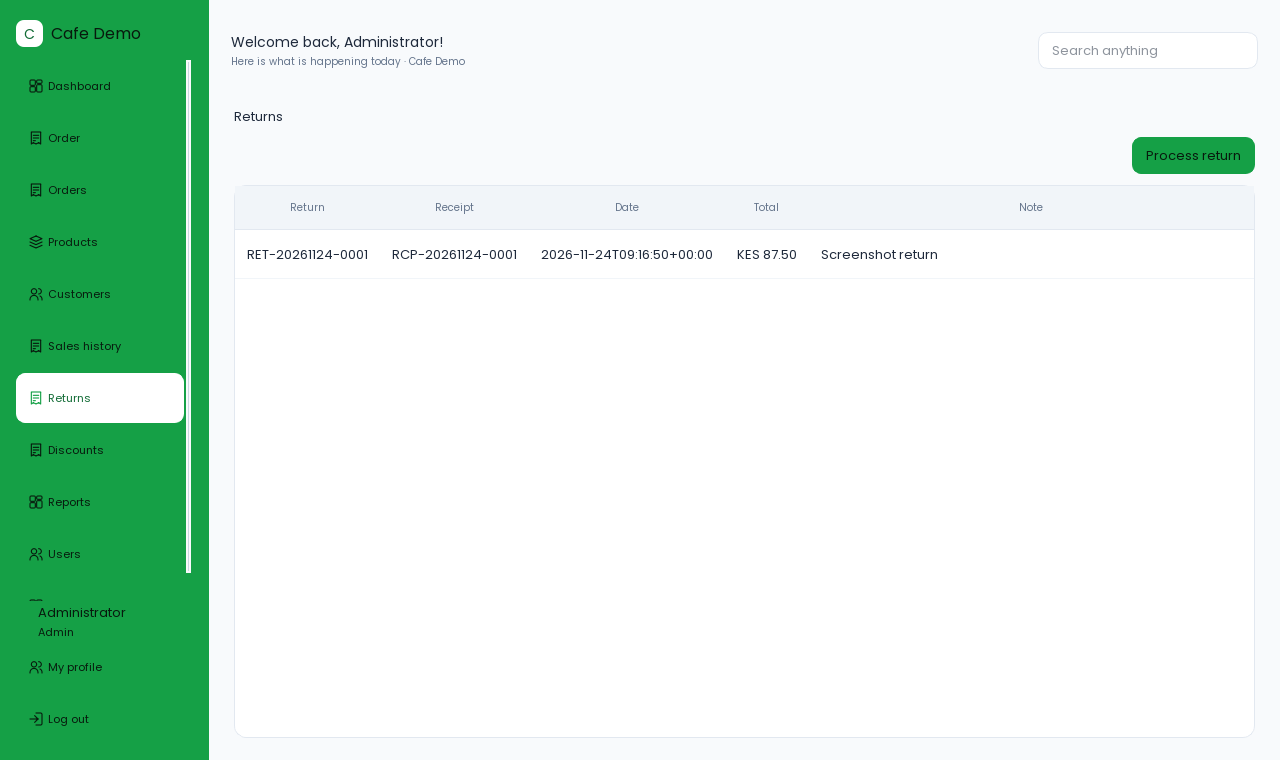 C Cafe Demo
Dashboard
Order
Orders
Products
Customers
Sales history
Returns
Discounts
Reports
Users
Administrator
Admin
My profile
Log out
Welcome back, Administrator!
Here is what is happening today · Cafe Demo
Search anything
Returns
Process return
Return Receipt Date Total Note
RET-20261124-0001 RCP-20261124-0001 2026-11-24T09:16:50+00:00 KES 87.50 Screenshot return